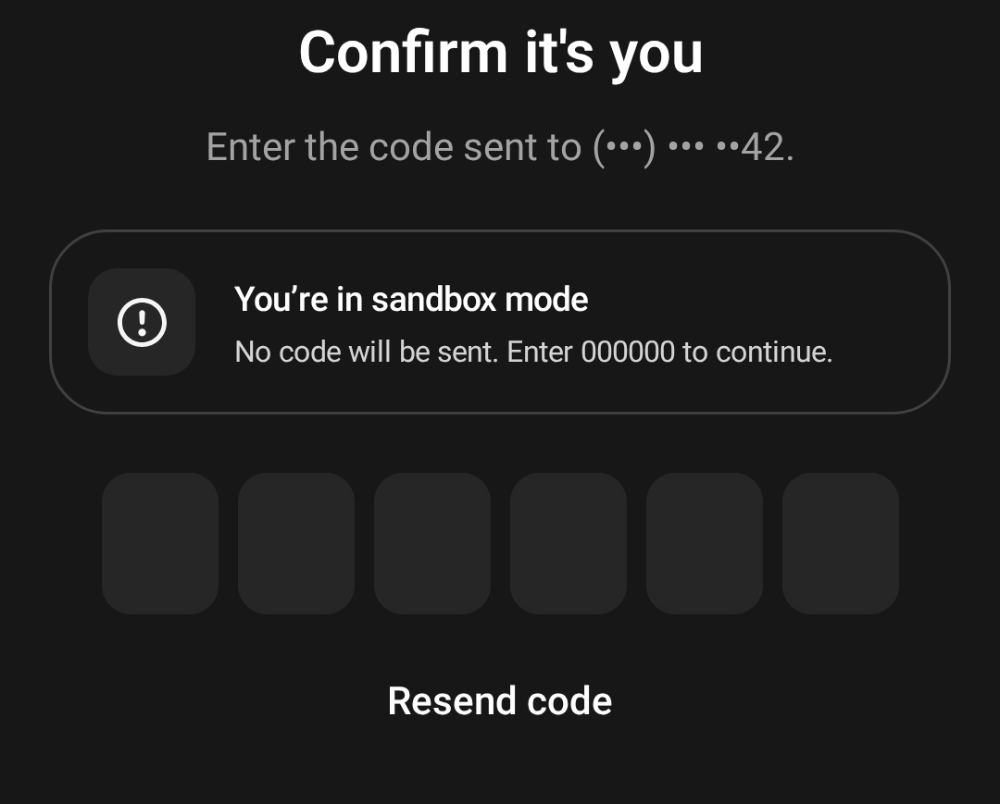 Confirm it's you
Enter the code sent to (•••) ••• ••42.
You’re in sandbox mode
No code will be sent. Enter 000000 to continue.
Resend code